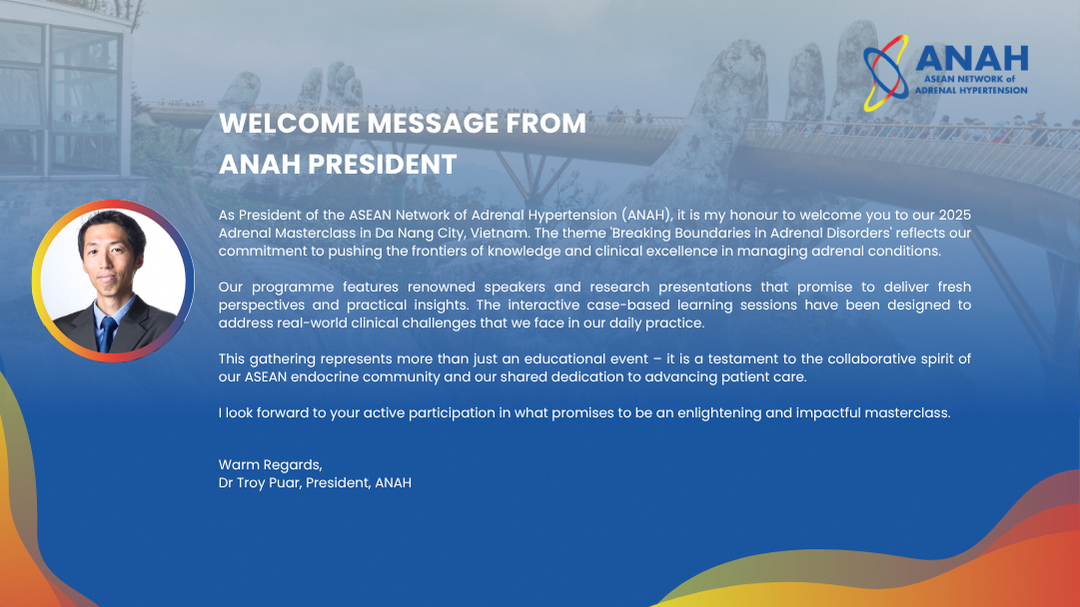 ANAH
ASEAN NETWORK of
ADRENAL HYPERTENSION
WELCOME MESSAGE FROM
ANAH PRESIDENT
As President of the ASEAN Network of Adrenal Hypertension (ANAH), it is my honour to welcome you to our 2025
Adrenal Masterclass in Da Nang City, Vietnam. The theme 'Breaking Boundaries in Adrenal Disorders' reflects our
commitment to pushing the frontiers of knowledge and clinical excellence in managing adrenal conditions.
Our programme features renowned speakers and research presentations that promise to deliver fresh
perspectives and practical insights. The interactive case-based learning sessions have been designed to
address real-world clinical challenges that we face in our daily practice.
This gathering represents more than just an educational event – it is a testament to the collaborative spirit of
our ASEAN endocrine community and our shared dedication to advancing patient care.
I look forward to your active participation in what promises to be an enlightening and impactful masterclass.
Warm Regards,
Dr Troy Puar, President, ANAH